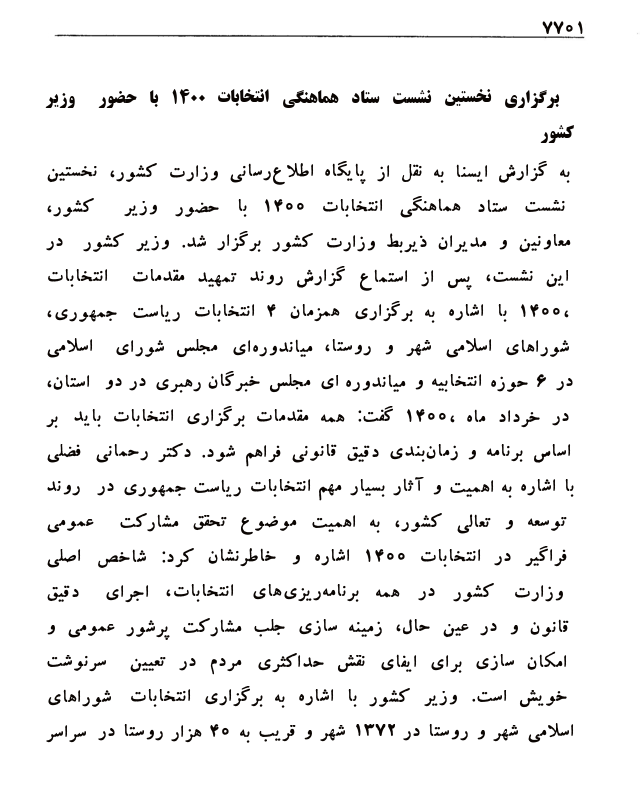 ۷۷۰۱
برگزاری نخستین نشست ستاد هماهنگی انتخابات ۱۴۰۰ با حضور وزیر
کشور
به گزارش ایسنا به نقل از پایگاه اطلاع‌رسانی وزارت کشور، نخستین
نشست ستاد هماهنگی انتخابات ۱۴۰۰ با حضور وزیر کشور،
معاونین و مدیران ذیربط وزارت کشور برگزار شد. وزیر کشور در
این نشست، پس از استماع گزارش روند تمهید مقدمات انتخابات
۱۴۰۰، با اشاره به برگزاری همزمان ۴ انتخابات ریاست جمهوری،
شوراهای اسلامی شهر و روستا، میاندوره‌ای مجلس شورای اسلامی
در ۶ حوزه انتخابیه و میاندوره ای مجلس خبرگان رهبری در دو استان،
در خرداد ماه ۱۴۰۰، گفت: همه مقدمات برگزاری انتخابات باید بر
اساس برنامه و زمان‌بندی دقیق قانونی فراهم شود. دکتر رحمانی فضلی
با اشاره به اهمیت و آثار بسیار مهم انتخابات ریاست جمهوری در روند
توسعه و تعالی کشور، به اهمیت موضوع تحقق مشارکت عمومی
فراگیر در انتخابات ۱۴۰۰ اشاره و خاطرنشان کرد: شاخص اصلی
وزارت کشور در همه برنامه‌ریزی‌های انتخابات، اجرای دقیق
قانون و در عین حال، زمینه سازی جلب مشارکت پرشور عمومی و
امکان سازی برای ایفای نقش حداکثری مردم در تعیین سرنوشت
خویش است. وزیر کشور با اشاره به برگزاری انتخابات شوراهای
اسلامی شهر و روستا در ۱۳۷۲ شهر و قریب به ۴۰ هزار روستا در سراسر